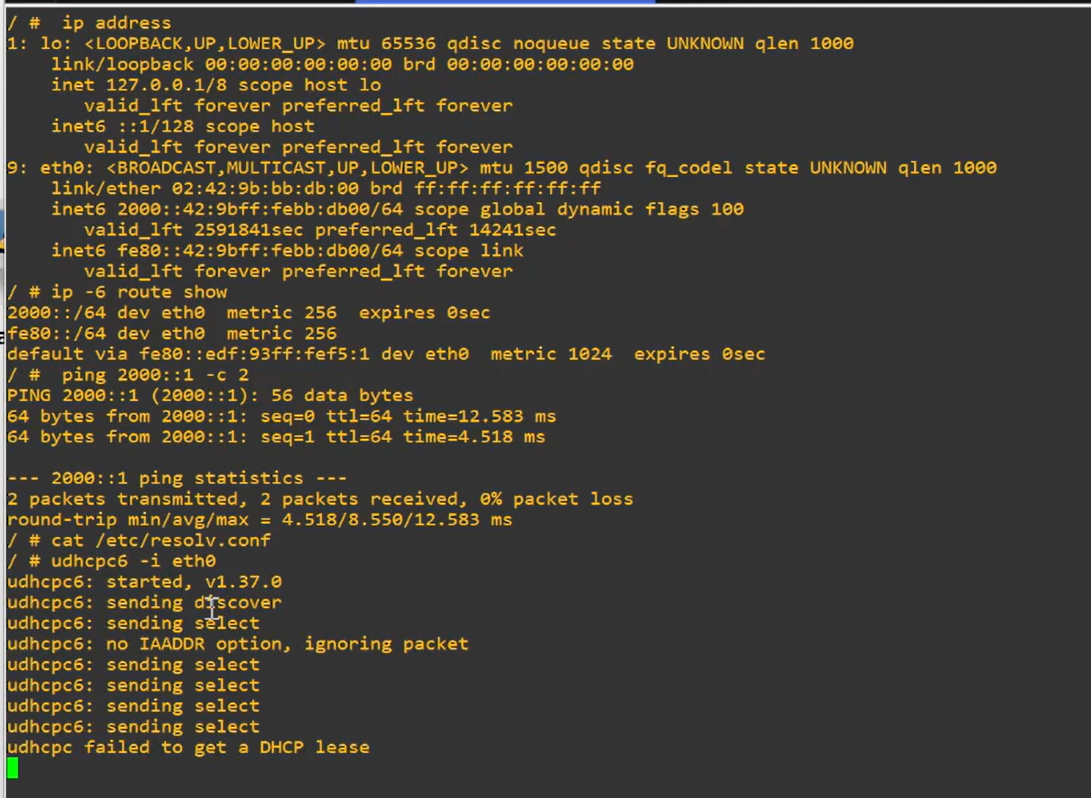 / #  ip address
1: lo: <LOOPBACK,UP,LOWER_UP> mtu 65536 qdisc noqueue state UNKNOWN qlen 1000
    link/loopback 00:00:00:00:00:00 brd 00:00:00:00:00:00
    inet 127.0.0.1/8 scope host lo
       valid_lft forever preferred_lft forever
    inet6 ::1/128 scope host
       valid_lft forever preferred_lft forever
9: eth0: <BROADCAST,MULTICAST,UP,LOWER_UP> mtu 1500 qdisc fq_codel state UNKNOWN qlen 1000
    link/ether 02:42:9b:bb:db:00 brd ff:ff:ff:ff:ff:ff
    inet6 2000::42:9bff:febb:db00/64 scope global dynamic flags 100
       valid_lft 2591841sec preferred_lft 14241sec
    inet6 fe80::42:9bff:febb:db00/64 scope link
       valid_lft forever preferred_lft forever
/ # ip -6 route show
2000::/64 dev eth0  metric 256  expires 0sec
fe80::/64 dev eth0  metric 256
default via fe80::edf:93ff:fef5:1 dev eth0  metric 1024  expires 0sec
/ #  ping 2000::1 -c 2
PING 2000::1 (2000::1): 56 data bytes
64 bytes from 2000::1: seq=0 ttl=64 time=12.583 ms
64 bytes from 2000::1: seq=1 ttl=64 time=4.518 ms

--- 2000::1 ping statistics ---
2 packets transmitted, 2 packets received, 0% packet loss
round-trip min/avg/max = 4.518/8.550/12.583 ms
/ # cat /etc/resolv.conf
/ # udhcpc6 -i eth0
udhcpc6: started, v1.37.0
udhcpc6: sending discover
udhcpc6: sending select
udhcpc6: no IAADDR option, ignoring packet
udhcpc6: sending select
udhcpc6: sending select
udhcpc6: sending select
udhcpc6: sending select
udhcpc failed to get a DHCP lease